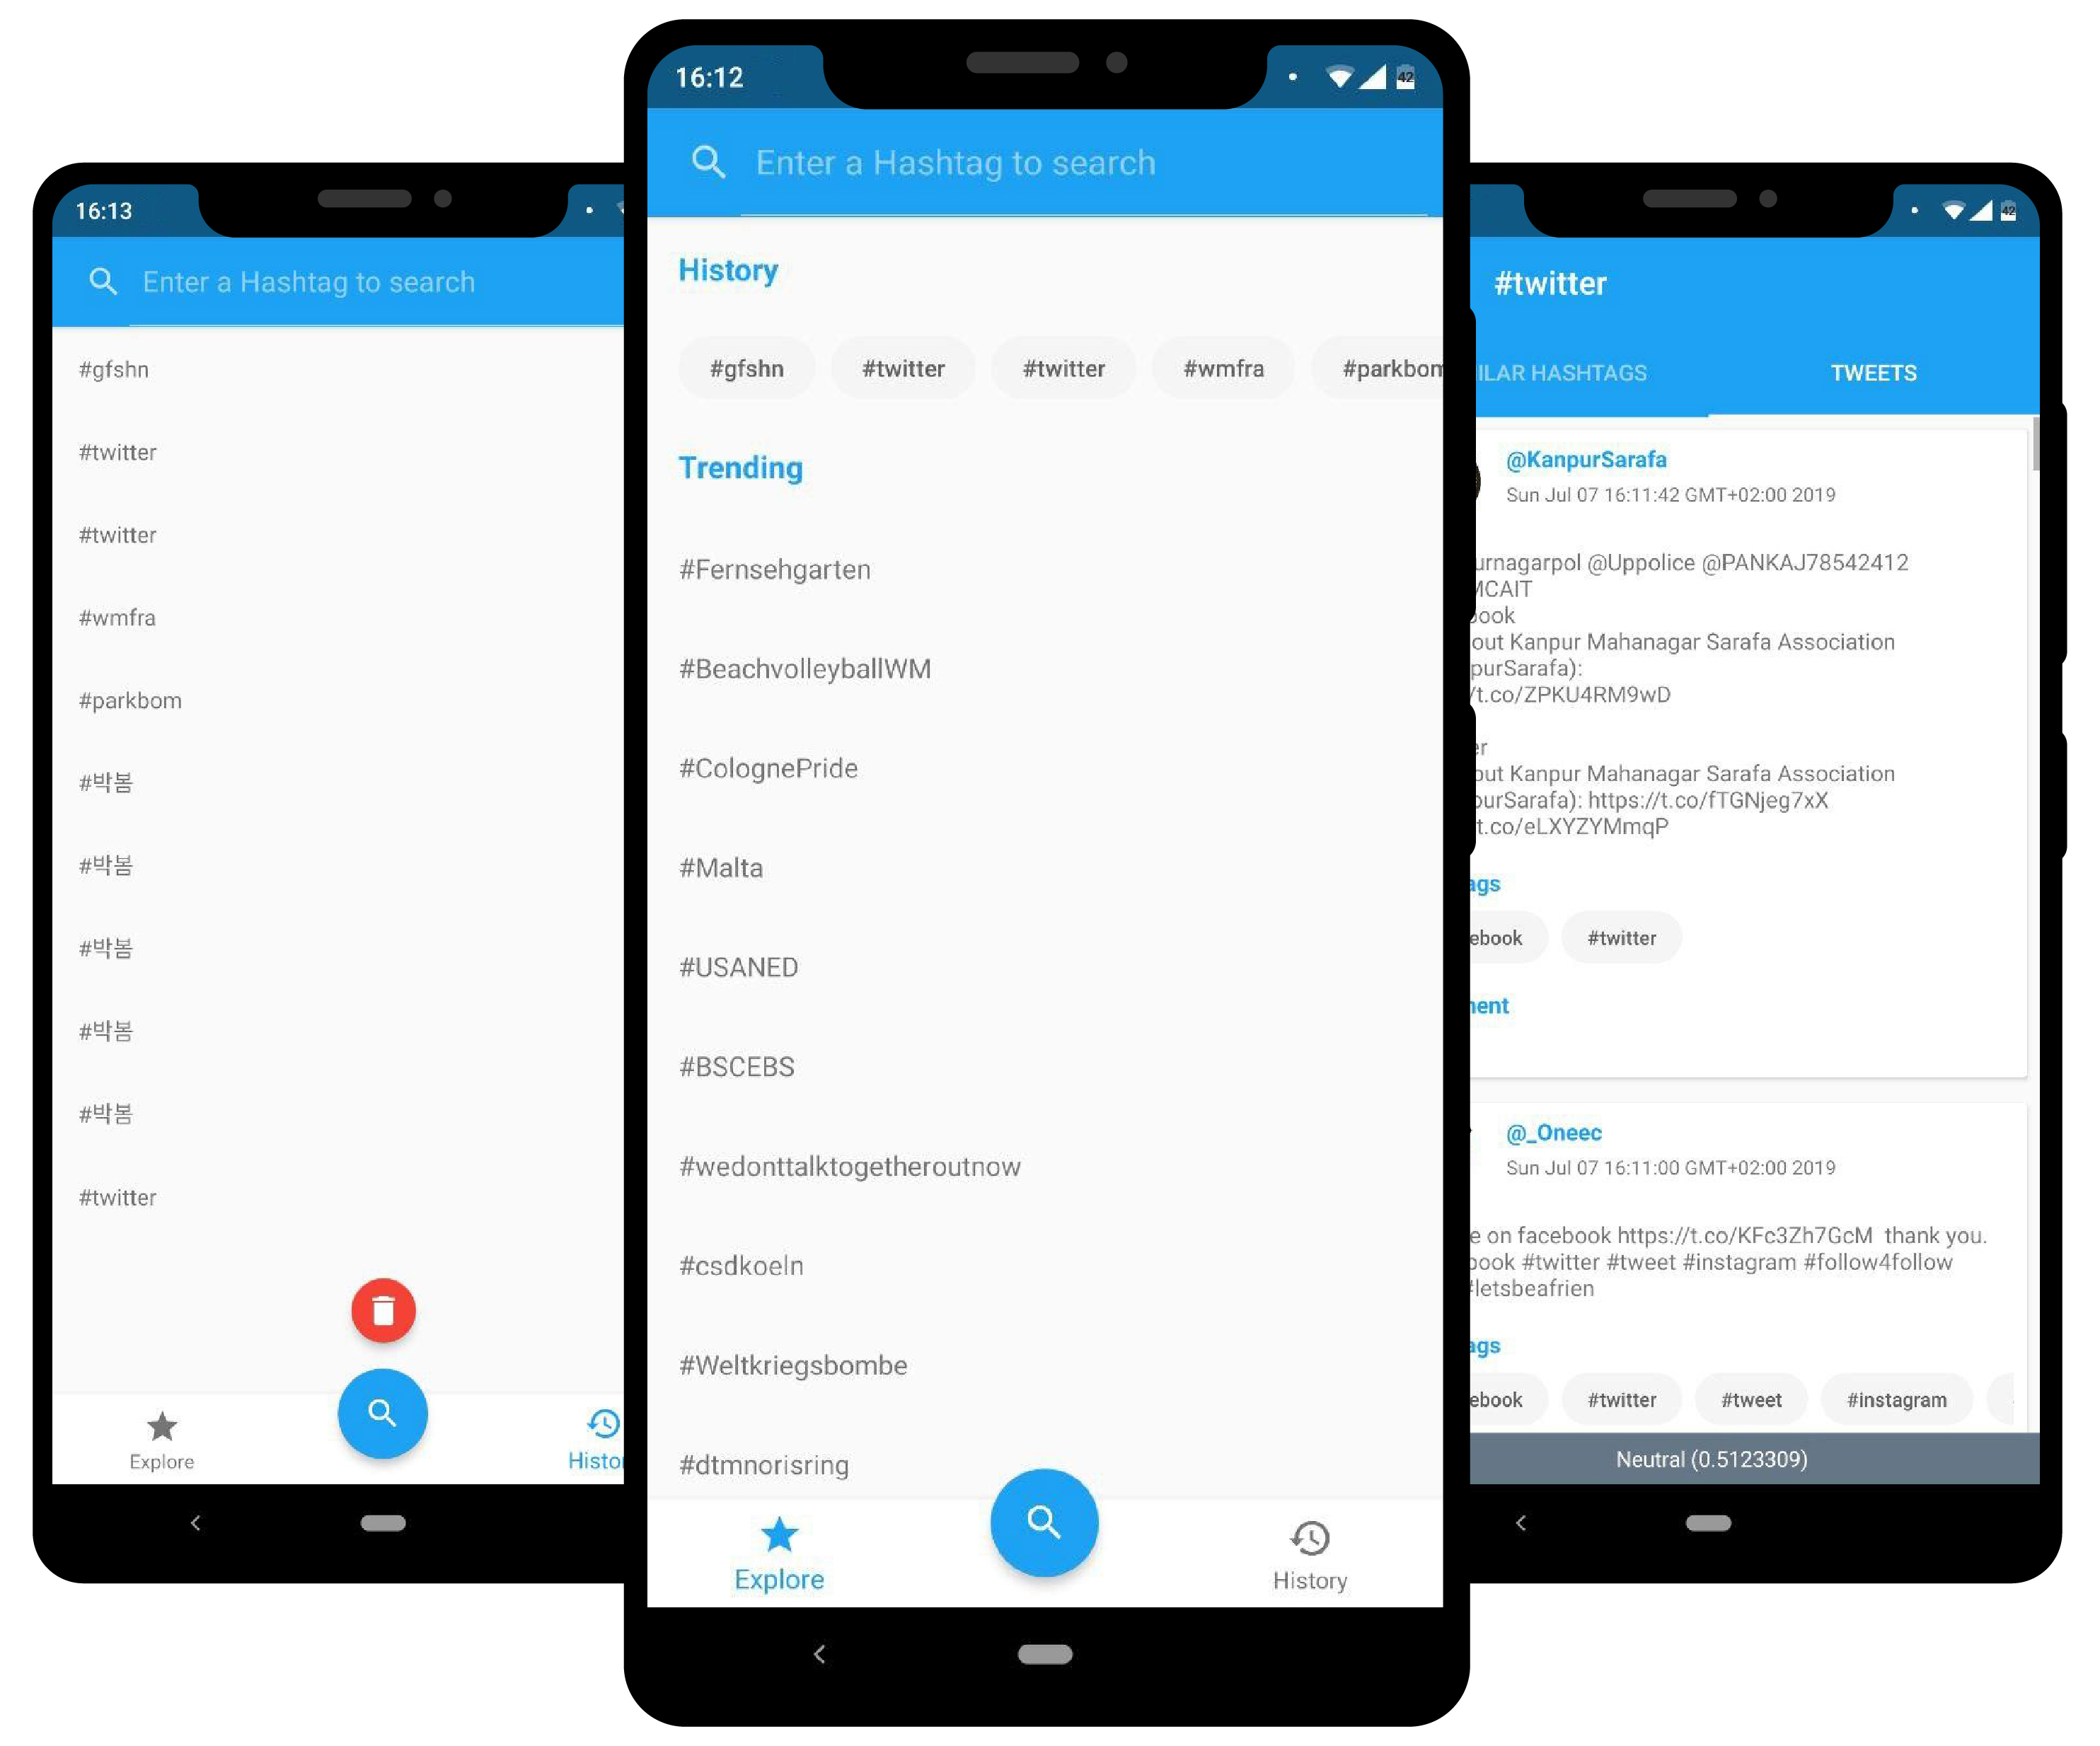 16:13
Enter a Hashtag to search
#gfshn
#twitter
#twitter
#wmfra
#parkbom
#박봄
#박봄
#박봄
#박봄
#박봄
#twitter
Explore
Histo
16:12
42
Enter a Hashtag to search
History
#gfshn #twitter #twitter #wmfra #parkbom
Trending
#Fernsehgarten
#BeachvolleyballWM
#ColognePride
#Malta
#USANED
#BSCEBS
#wedonttalktogetheroutnow
#csdkoeln
#Weltkriegsbombe
#dtmnorisring
Explore
History
42
#twitter
ILAR HASHTAGS TWEETS
@KanpurSarafa
Sun Jul 07 16:11:42 GMT+02:00 2019
urnagarpol @Uppolice @PANKAJ78542412
MCAIT
ook
out Kanpur Mahanagar Sarafa Association
purSarafa):
/t.co/ZPKU4RM9wD
er
out Kanpur Mahanagar Sarafa Association
purSarafa): https://t.co/fTGNjeg7xX
t.co/eLXYZYMmqP
ags
ebook #twitter
ment
@_Oneec
Sun Jul 07 16:11:00 GMT+02:00 2019
e on facebook https://t.co/KFc3Zh7GcM thank you.
book #twitter #tweet #instagram #follow4follow
#letsbeafrien
ags
ebook #twitter #tweet #instagram
Neutral (0.5123309)